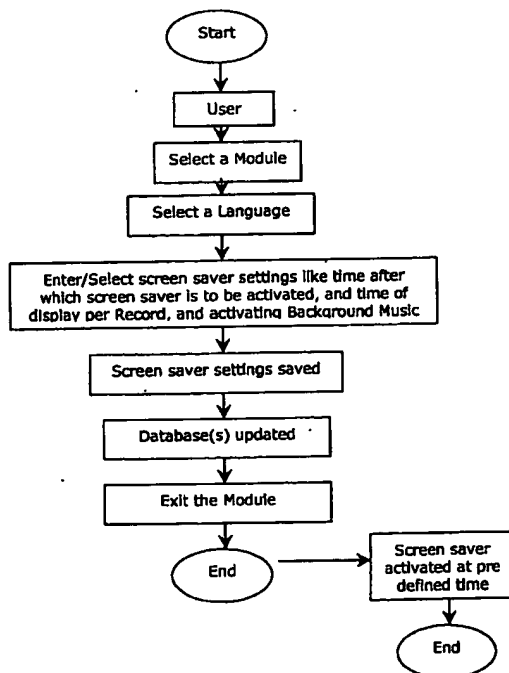 Start
User
Select a Module
Select a Language
Enter/Select screen saver settings like time after
which screen saver is to be activated, and time of
display per Record, and activating Background Music
Screen saver settings saved
Database(s) updated
Exit the Module
End
Screen saver
activated at pre
defined time
End